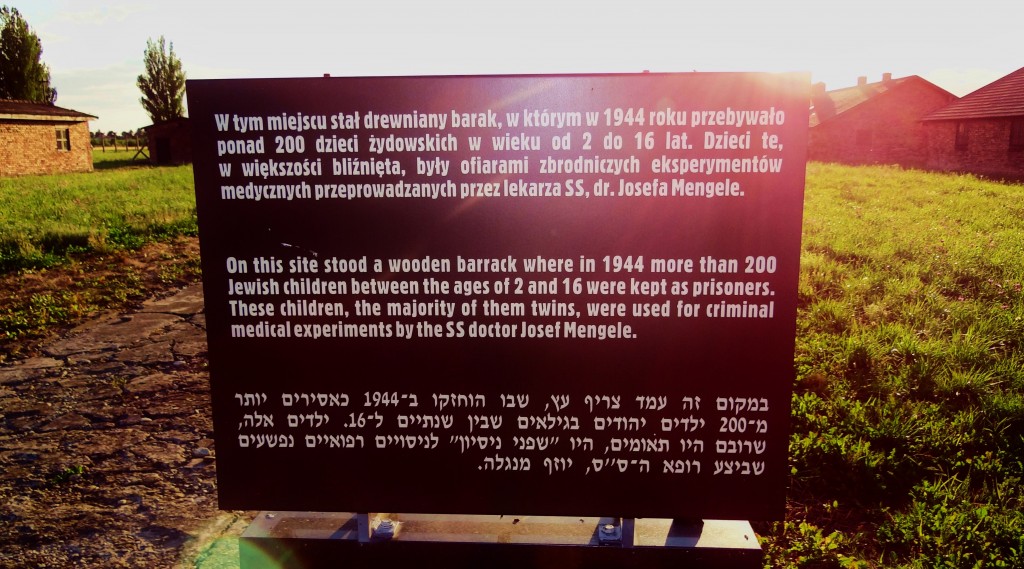 W tym miejscu stał drewniany barak, w którym w 1944 roku przebywało
ponad 200 dzieci żydowskich w wieku od 2 do 16 lat. Dzieci te,
w większości bliźnięta, były ofiarami zbrodniczych eksperymentów
medycznych przeprowadzanych przez lekarza SS, dr. Josefa Mengele.
On this site stood a wooden barrack where in 1944 more than 200
Jewish children between the ages of 2 and 16 were kept as prisoners.
These children, the majority of them twins, were used for criminal
medical experiments by the SS doctor Josef Mengele.
במקום זה עמד צריף עץ, שבו הוחזקו ב־1944 כאסירים יותר
מ־200 ילדים יהודים בגילאים שבין שנתיים ל־16. ילדים אלה,
שרובם היו תאומים, היו "שפני ניסיון" לניסויים רפואיים נפשעים
שביצע רופא ה־ס"ס, יוזף מנגלה.